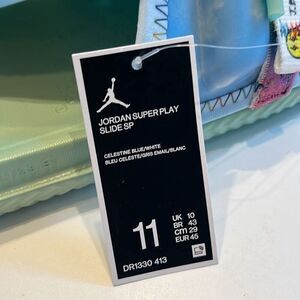 JORDAN SUPER PLAY
SLIDE SP
CELESTINE BLUE/WHITE
BLEU CELESTE/GRIS EMAIL/BLANC
11
UK 10
BR 43
CM 29
EUR 45
DR1330 413